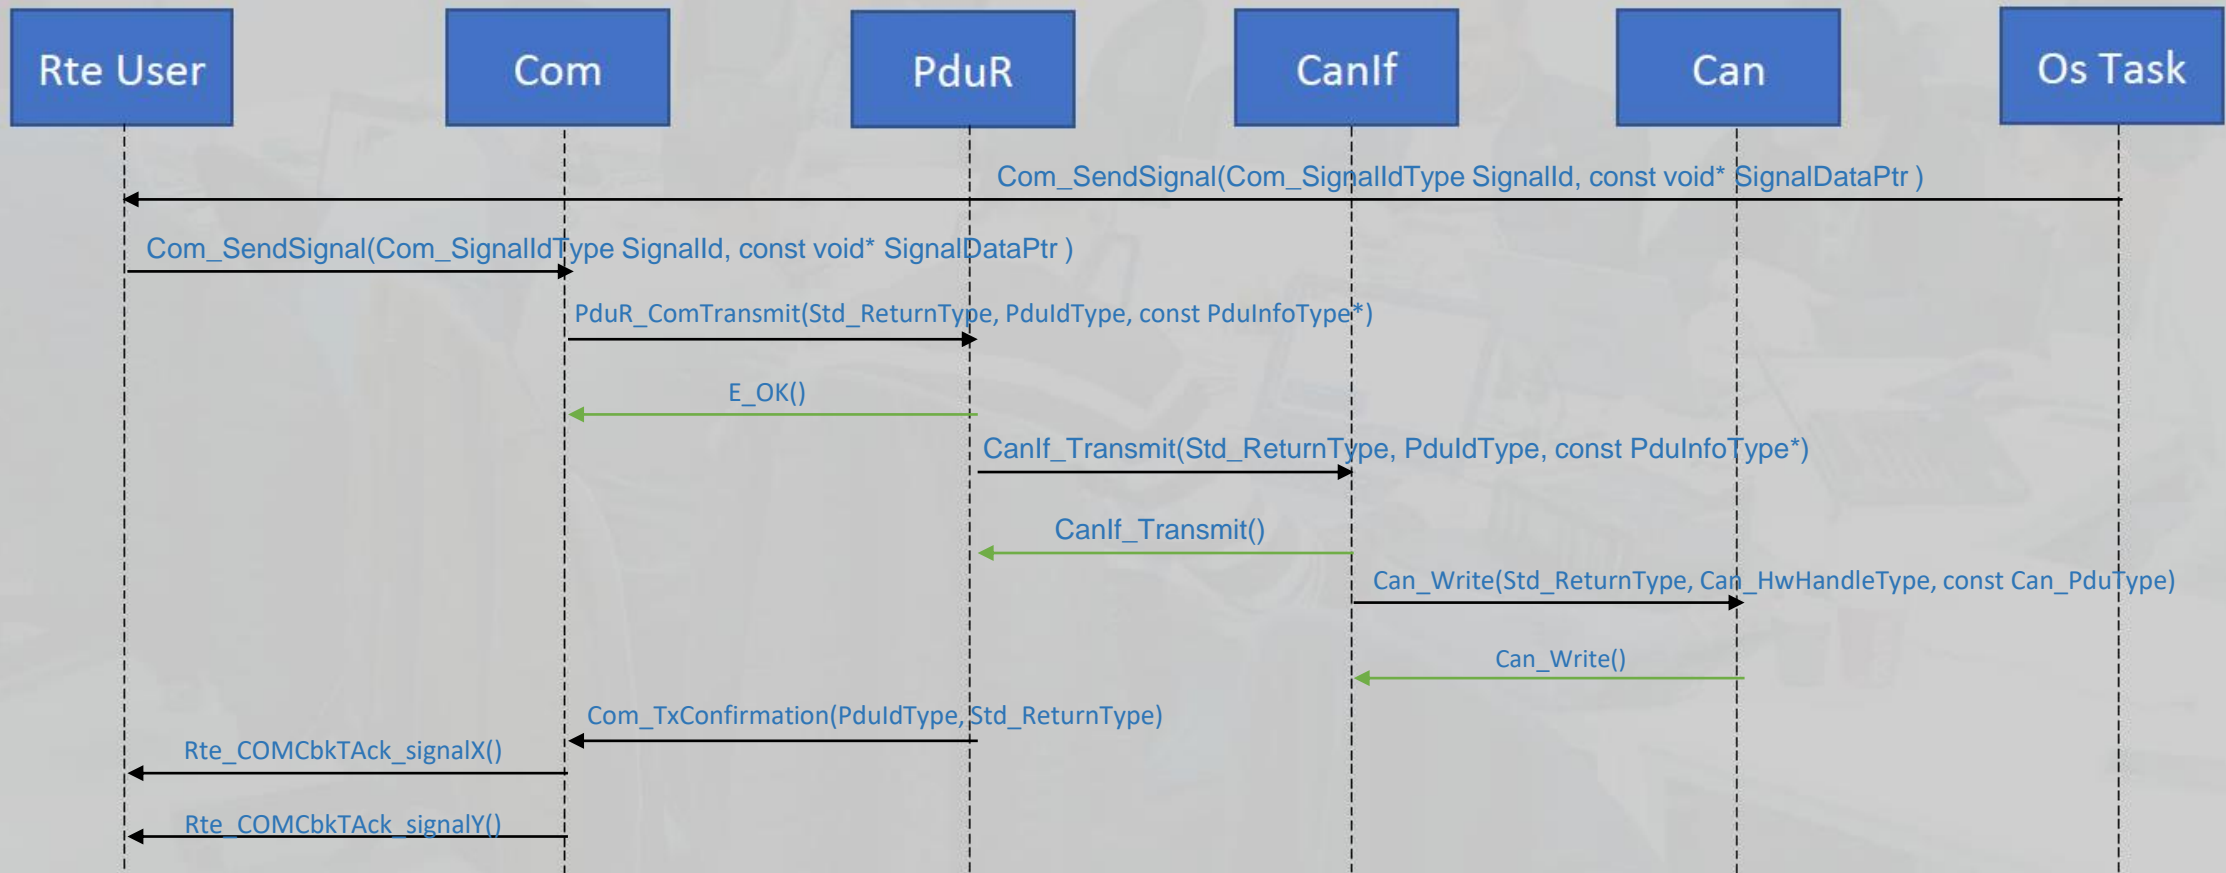 Rte User
Com
PduR
CanIf
Can
Os Task
Com_SendSignal(Com_SignalIdType SignalId, const void* SignalDataPtr )
Com_SendSignal(Com_SignalIdType SignalId, const void* SignalDataPtr )
PduR_ComTransmit(Std_ReturnType, PduIdType, const PduInfoType*)
E_OK()
CanIf_Transmit(Std_ReturnType, PduIdType, const PduInfoType*)
CanIf_Transmit()
Can_Write(Std_ReturnType, Can_HwHandleType, const Can_PduType)
Can_Write()
Com_TxConfirmation(PduIdType, Std_ReturnType)
Rte_COMCbkTAck_signalX()
Rte_COMCbkTAck_signalY()